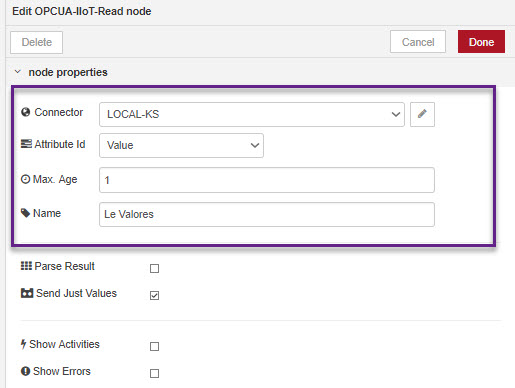 Edit OPCUA-IIoT-Read node
Delete
Cancel
Done
node properties
Connector
LOCAL-KS
Attribute Id
Value
Max. Age
1
Name
Le Valores
Parse Result
Send Just Values
Show Activities
Show Errors